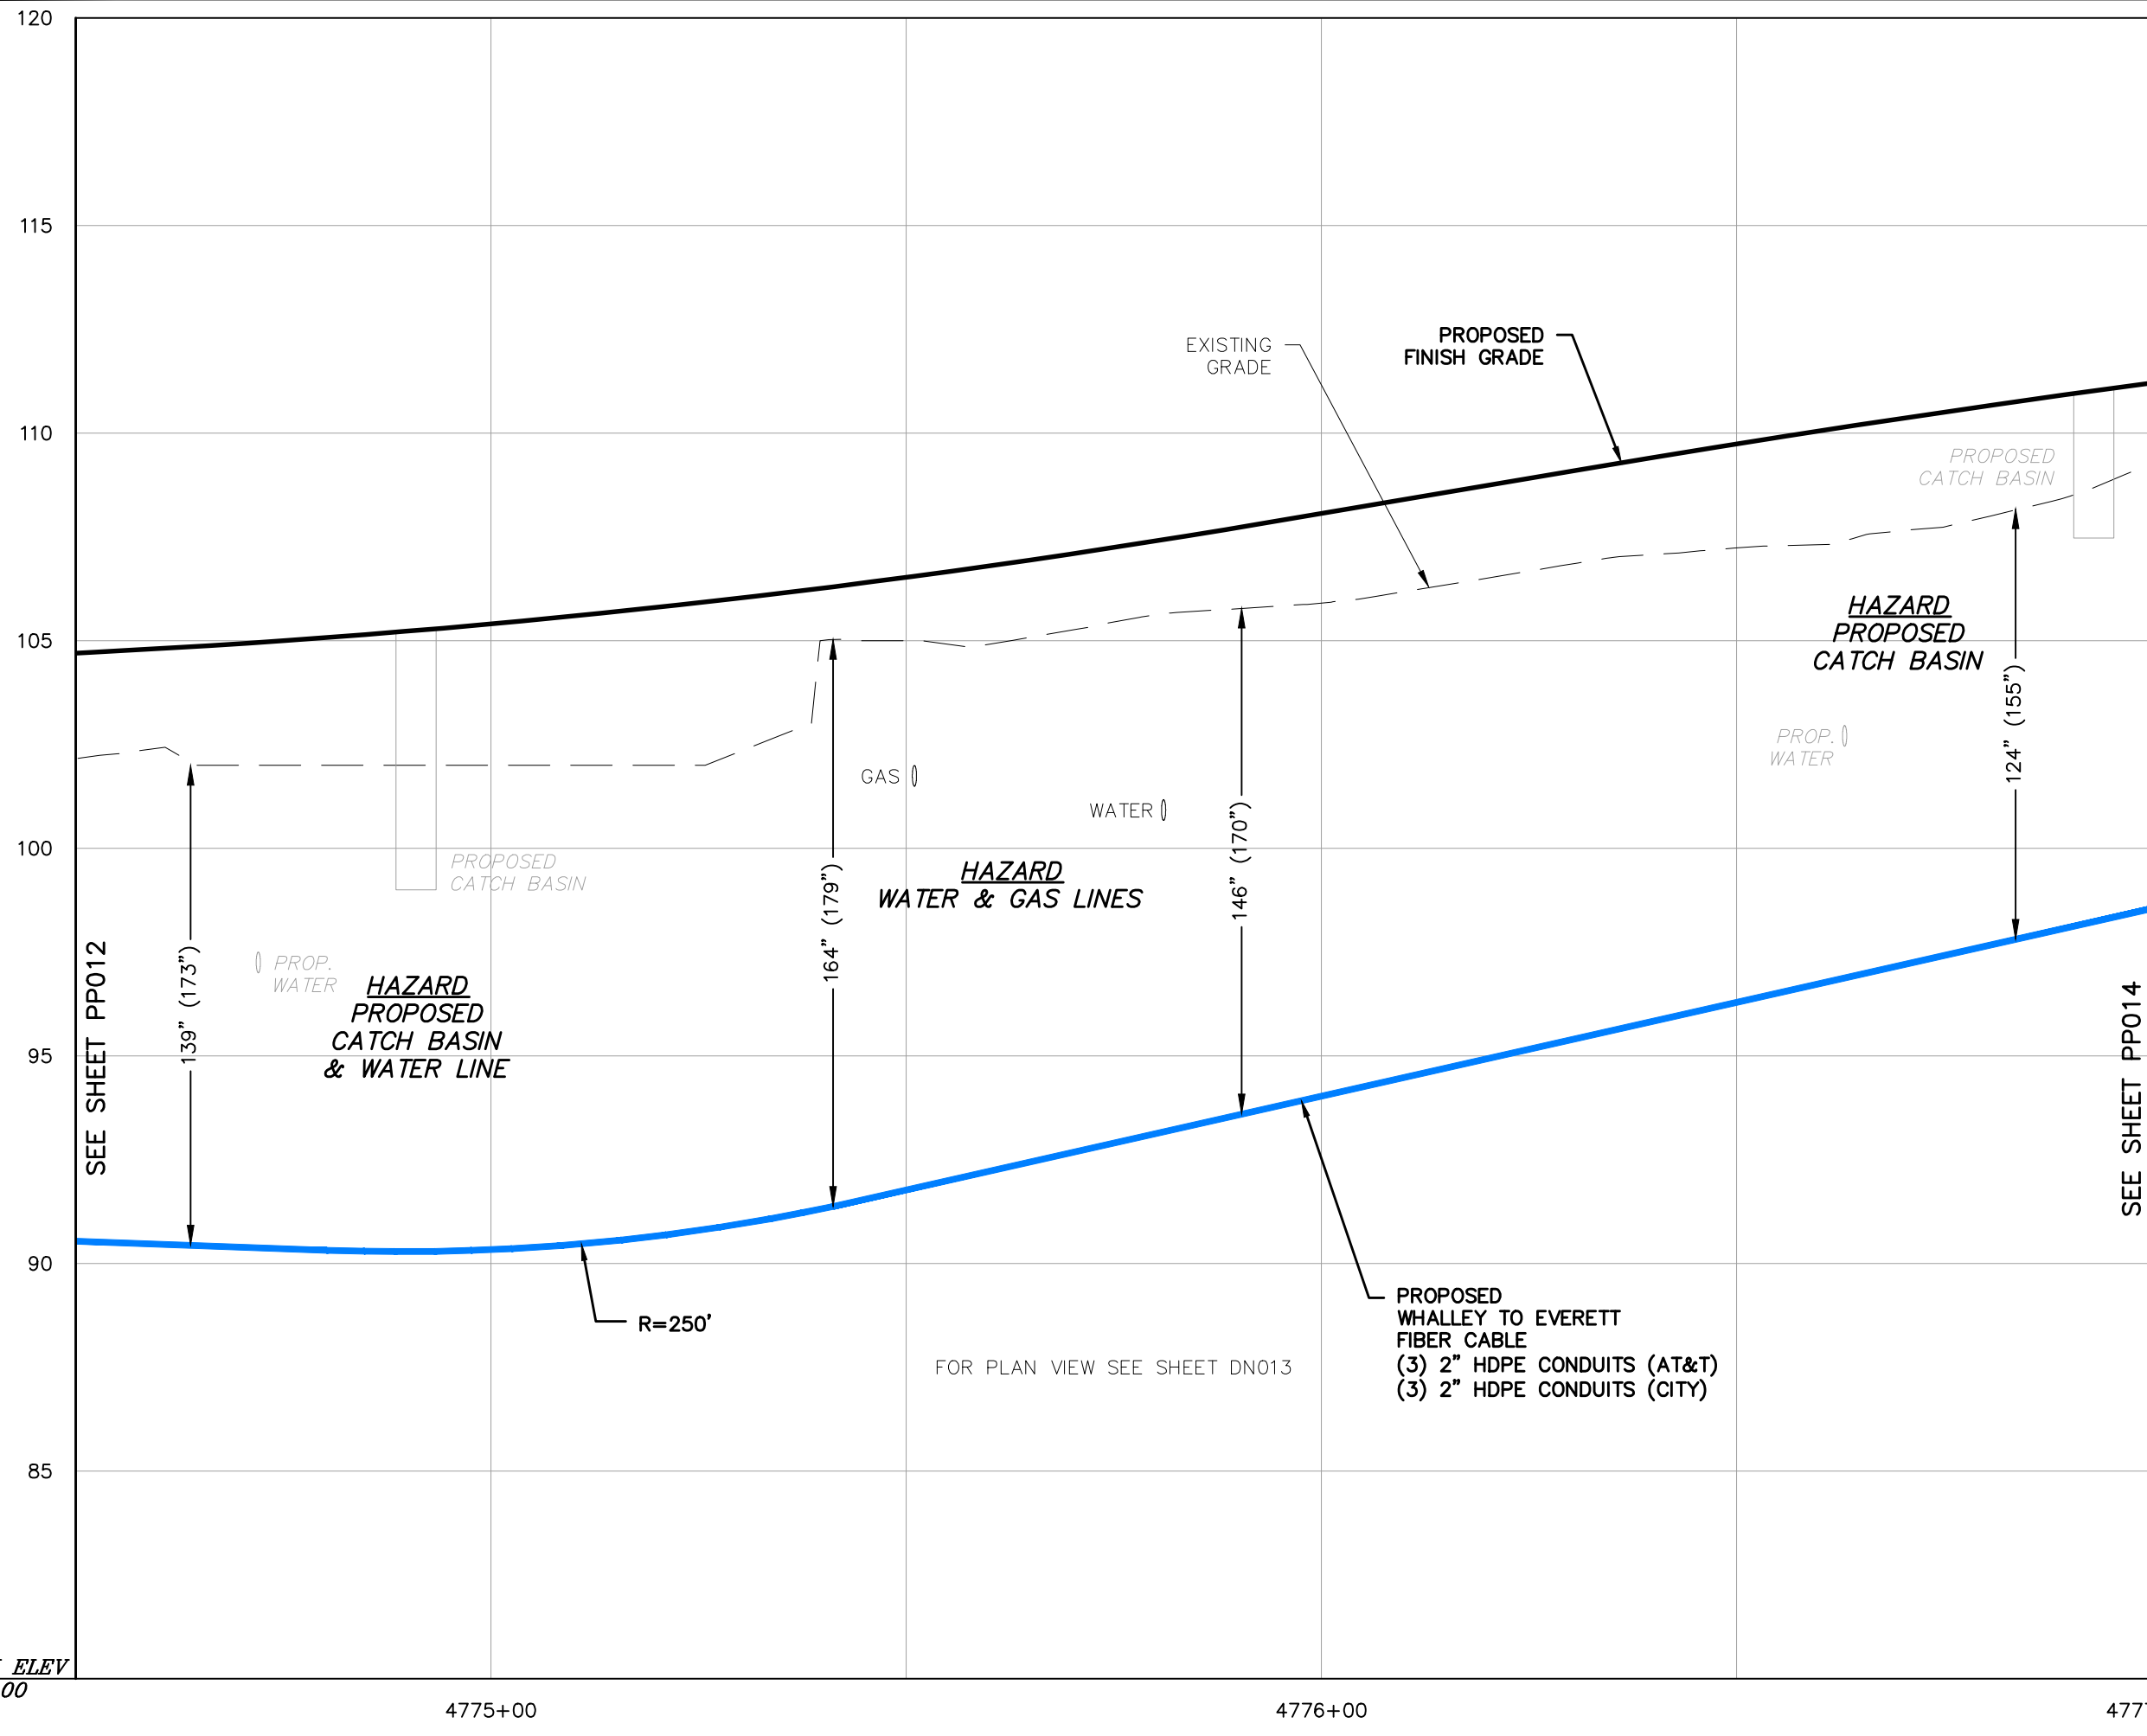 120
115
110
105
100
95
90
85
ELEV
00
4775+00
4776+00
SEE SHEET PP012
SEE SHEET PP014
EXISTING
GRADE
PROPOSED
FINISH GRADE
PROPOSED
CATCH BASIN
HAZARD
PROPOSED
CATCH BASIN
PROP.
WATER
124" (155")
GAS
WATER
HAZARD
WATER & GAS LINES
146" (170")
164" (179")
PROPOSED
CATCH BASIN
PROP.
WATER
HAZARD
PROPOSED
CATCH BASIN
& WATER LINE
139" (173")
R=250'
FOR PLAN VIEW SEE SHEET DN013
PROPOSED
WHALLEY TO EVERETT
FIBER CABLE
(3) 2" HDPE CONDUITS (AT&T)
(3) 2" HDPE CONDUITS (CITY)